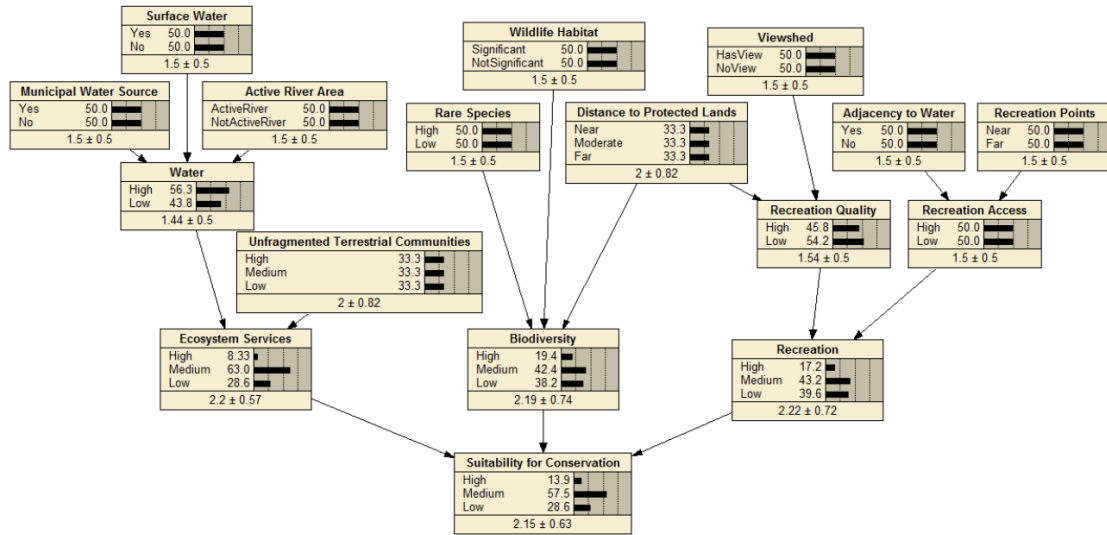 Surface Water
Yes 50.0
No 50.0
1.5 ± 0.5
Wildlife Habitat
Significant 50.0
NotSignificant 50.0
1.5 ± 0.5
Viewshed
HasView 50.0
NoView 50.0
1.5 ± 0.5
Municipal Water Source
Yes 50.0
No 50.0
1.5 ± 0.5
Active River Area
ActiveRiver 50.0
NotActiveRiver 50.0
1.5 ± 0.5
Rare Species
High 50.0
Low 50.0
1.5 ± 0.5
Distance to Protected Lands
Near 33.3
Moderate 33.3
Far 33.3
2 ± 0.82
Adjacency to Water
Yes 50.0
No 50.0
1.5 ± 0.5
Recreation Points
Near 50.0
Far 50.0
1.5 ± 0.5
Water
High 56.3
Low 43.8
1.44 ± 0.5
Recreation Quality
High 45.8
Low 54.2
1.54 ± 0.5
Recreation Access
High 50.0
Low 50.0
1.5 ± 0.5
Unfragmented Terrestrial Communities
High 33.3
Medium 33.3
Low 33.3
2 ± 0.82
Ecosystem Services
High 8.33
Medium 63.0
Low 28.6
2.2 ± 0.57
Biodiversity
High 19.4
Medium 42.4
Low 38.2
2.19 ± 0.74
Recreation
High 17.2
Medium 43.2
Low 39.6
2.22 ± 0.72
Suitability for Conservation
High 13.9
Medium 57.5
Low 28.6
2.15 ± 0.63